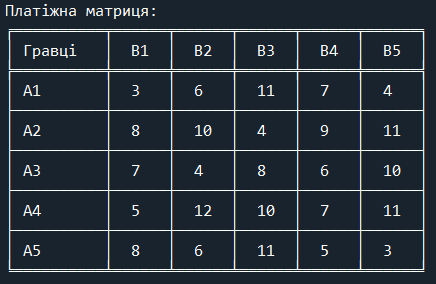 Платіжна матриця:
Гравці B1 B2 B3 B4 B5
A1 3 6 11 7 4
A2 8 10 4 9 11
A3 7 4 8 6 10
A4 5 12 10 7 11
A5 8 6 11 5 3